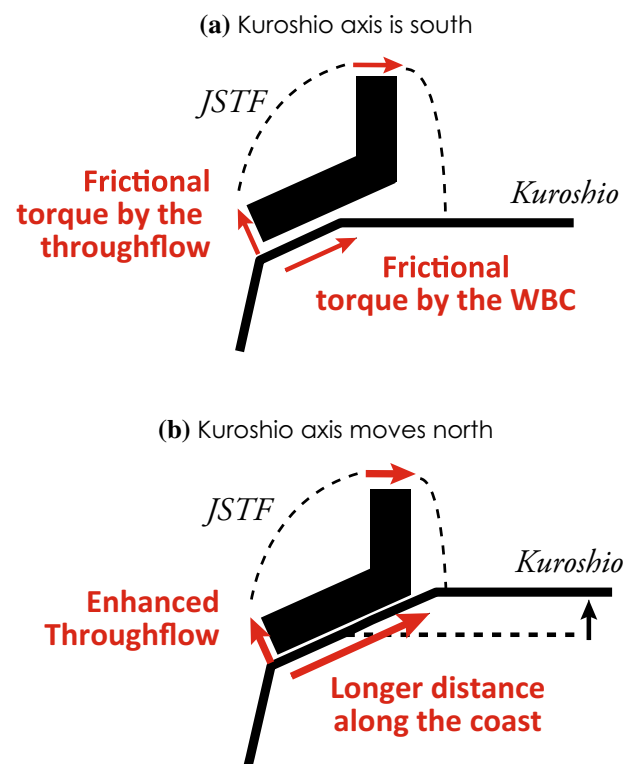 (a) Kuroshio axis is south
JSTF
Frictional
torque by the
throughflow
Kuroshio
Frictional
torque by the WBC
(b) Kuroshio axis moves north
JSTF
Kuroshio
Enhanced
Throughflow
Longer distance
along the coast